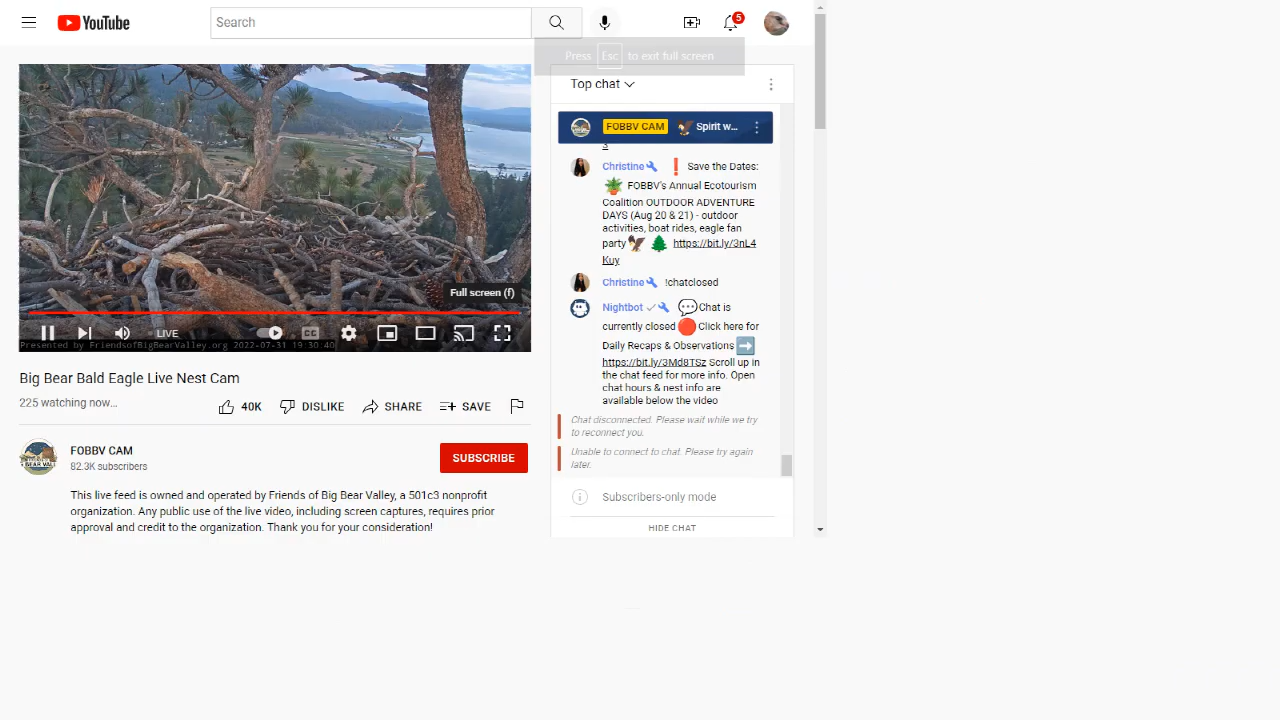 YouTube
Search
5
Press Esc to exit full screen
Top chat
FOBBV CAM Spirit w...
3
Christine Save the Dates:
FOBBV's Annual Ecotourism
Coalition OUTDOOR ADVENTURE
DAYS (Aug 20 & 21) - outdoor
activities, boat rides, eagle fan
party https://bit.ly/3nL4
Kuy
Christine !chatclosed
Nightbot Chat is
currently closed Click here for
Daily Recaps & Observations
https://bit.ly/3Md8TSz Scroll up in
the chat feed for more info. Open
chat hours & nest info are
available below the video
Chat disconnected. Please wait while we try
to reconnect you.
Unable to connect to chat. Please try again
later.
Subscribers-only mode
HIDE CHAT
Full screen (f)
LIVE
CC
Presented by FriendsofBigBearValley.org 2022-07-31 19:30:40
Big Bear Bald Eagle Live Nest Cam
225 watching now...
40K DISLIKE SHARE SAVE
FOBBV CAM
82.3K subscribers
SUBSCRIBE
This live feed is owned and operated by Friends of Big Bear Valley, a 501c3 nonprofit
organization. Any public use of the live video, including screen captures, requires prior
approval and credit to the organization. Thank you for your consideration!